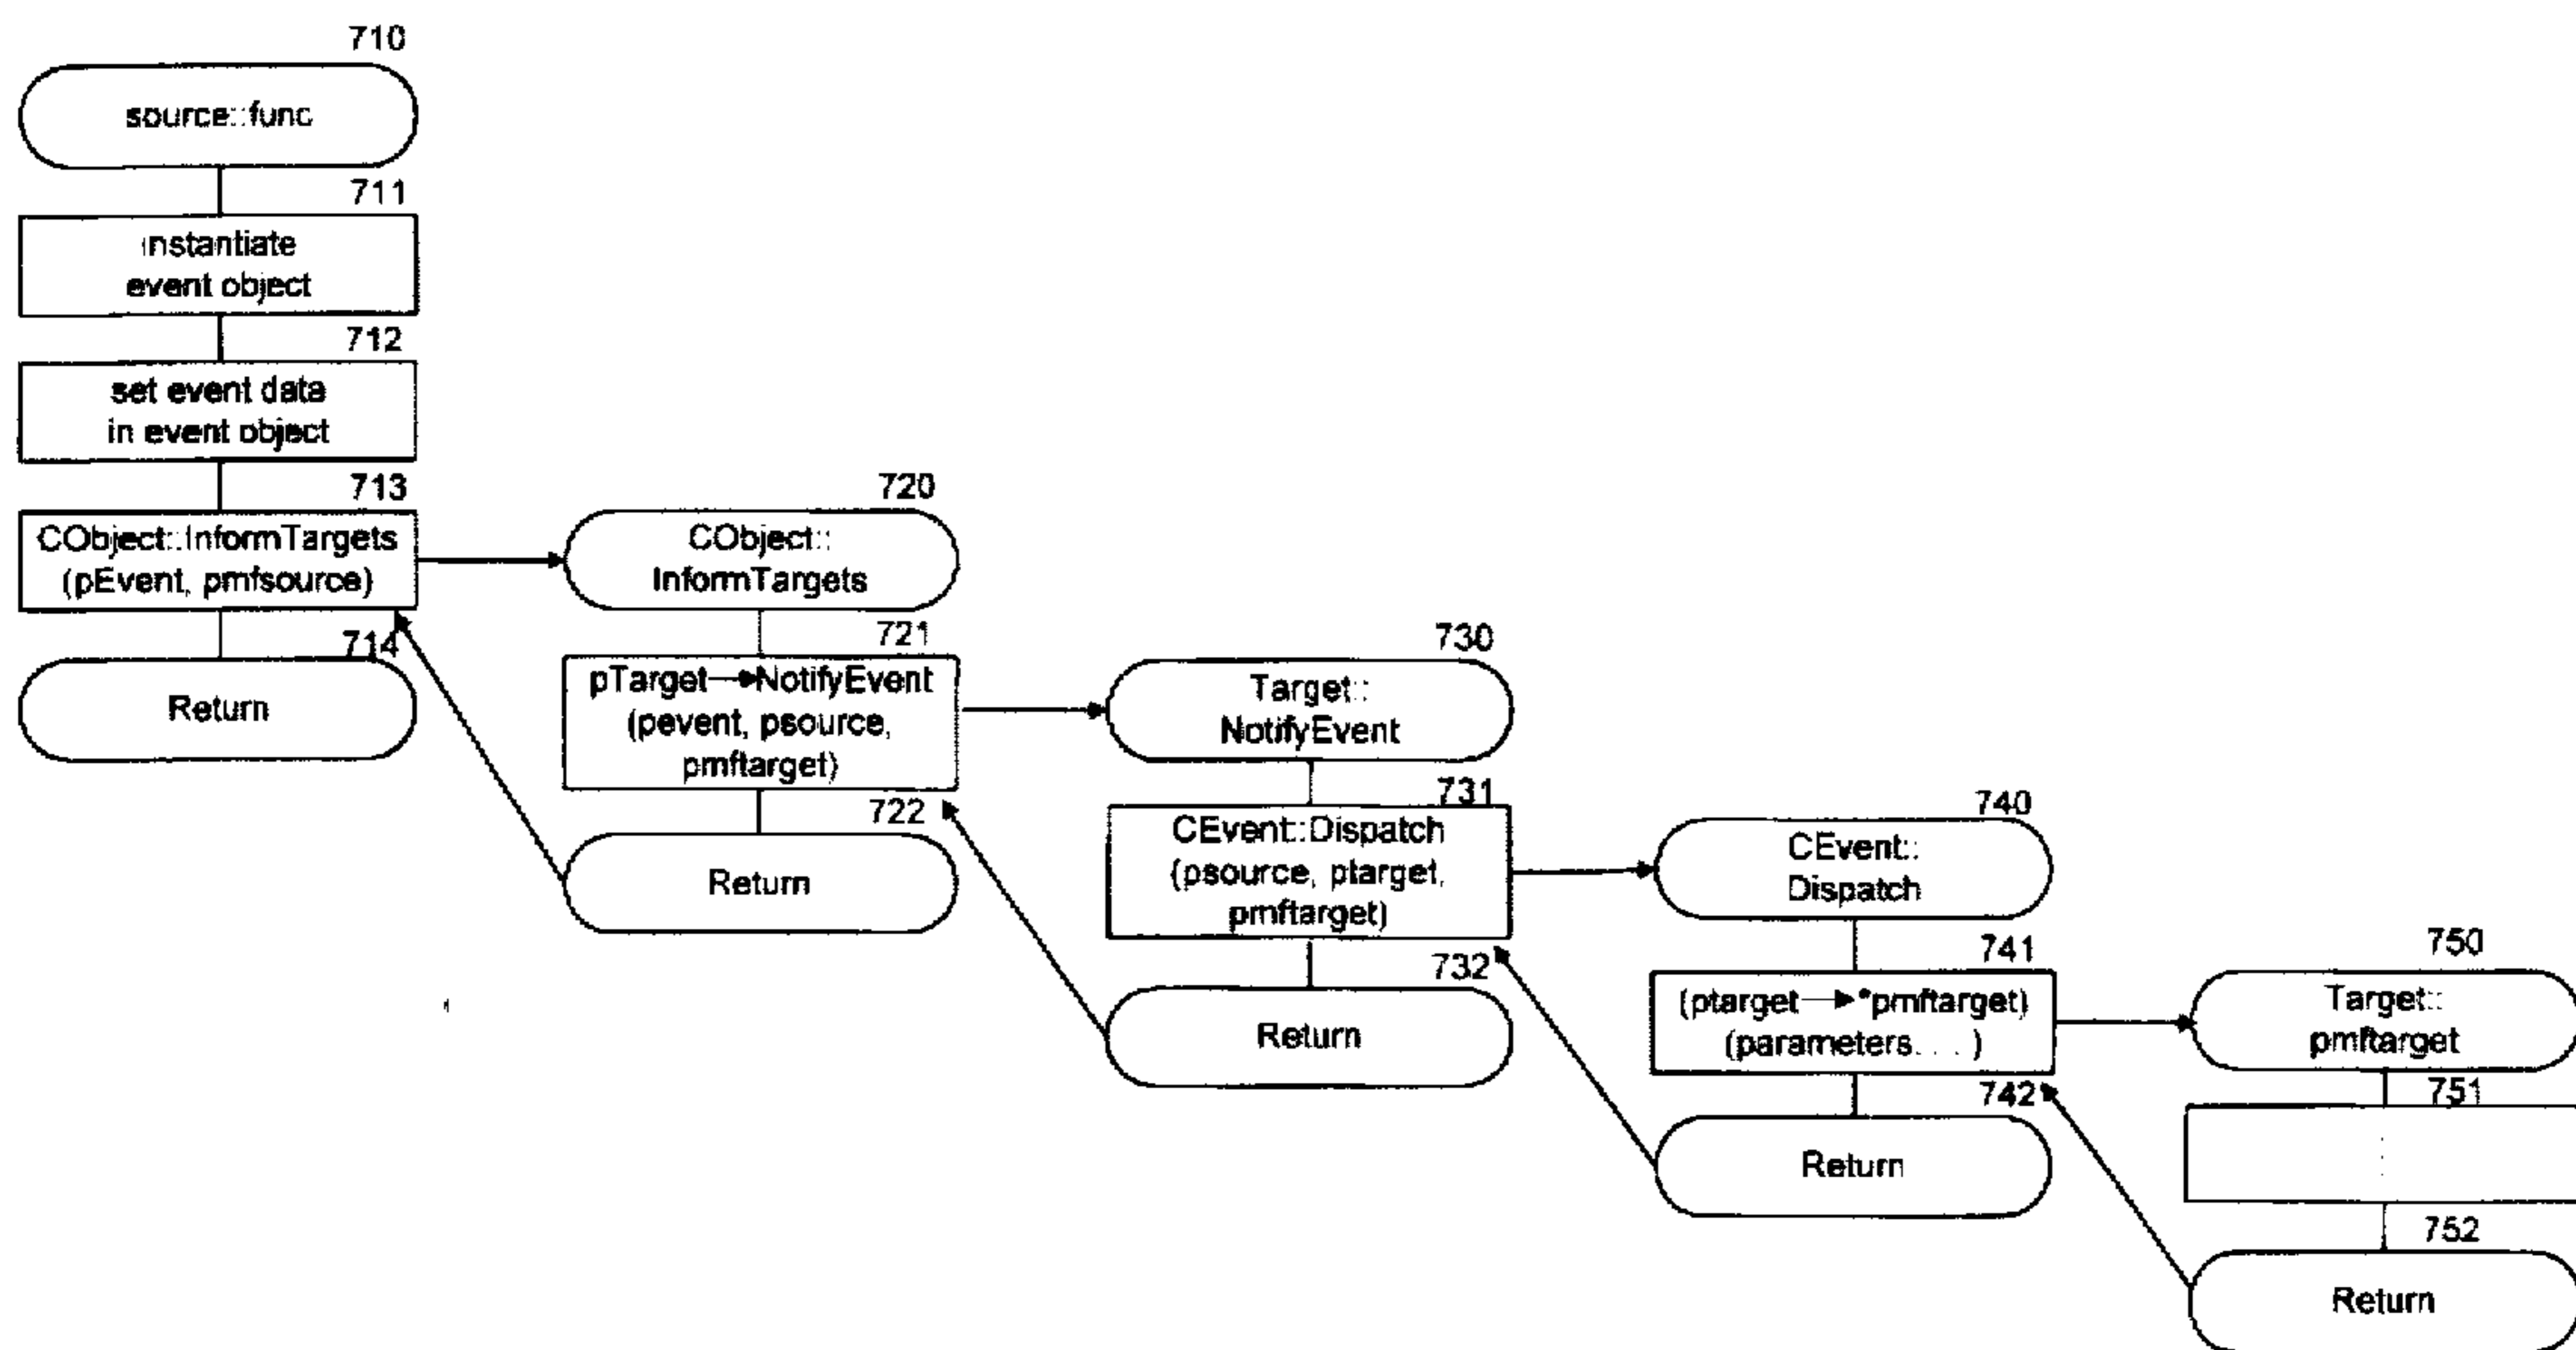 710
source::func
711
instantiate
event object
712
set event data
in event object
713
CObject::InformTargets
(pEvent, pmfsource)
714
Return
720
CObject::
InformTargets
721
pTarget→NotifyEvent
(pevent, psource,
pmftarget)
722
Return
730
Target::
NotifyEvent
731
CEvent::Dispatch
(psource, ptarget,
pmftarget)
732
Return
740
CEvent::
Dispatch
741
(ptarget→*pmftarget)
(parameters. . . )
742
Return
750
Target::
pmftarget
751
752
Return